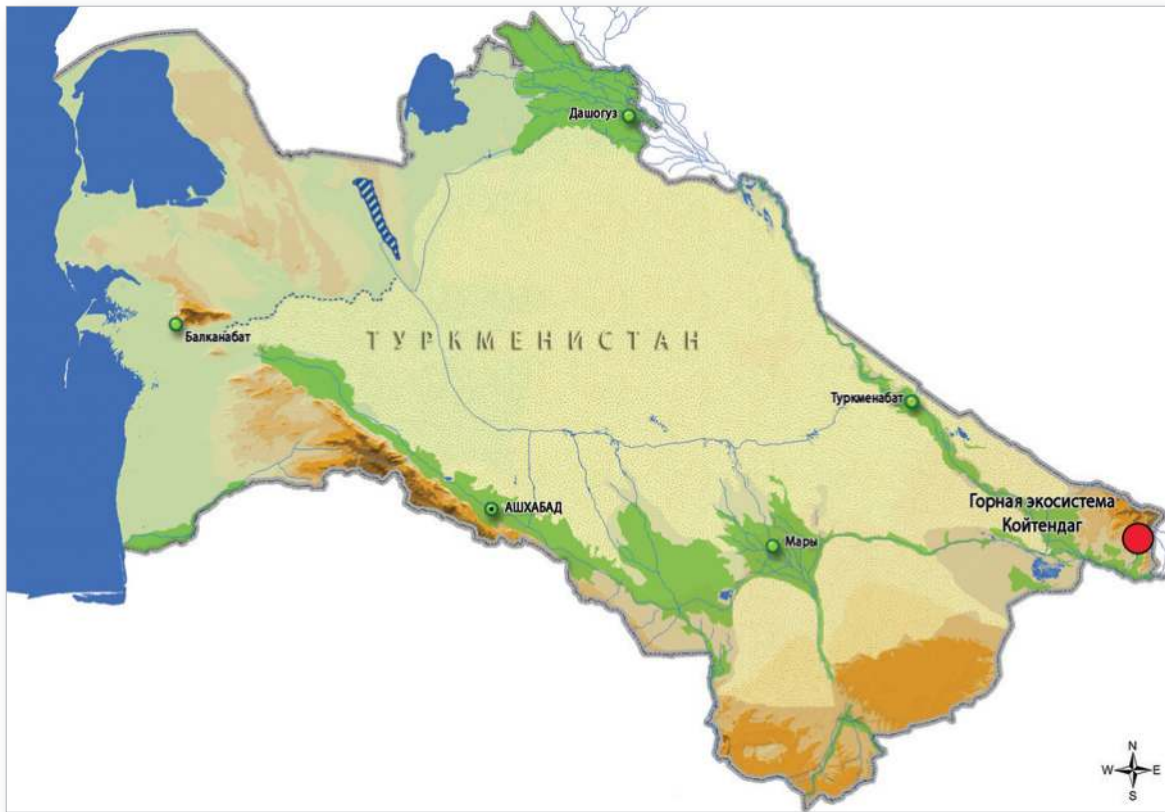 Дашогуз
Балканабат
ТУРКМЕНИСТАН
Туркменабат
Горная экосистема
Койтендаг
АШХАБАД
Мары
N
W E
S